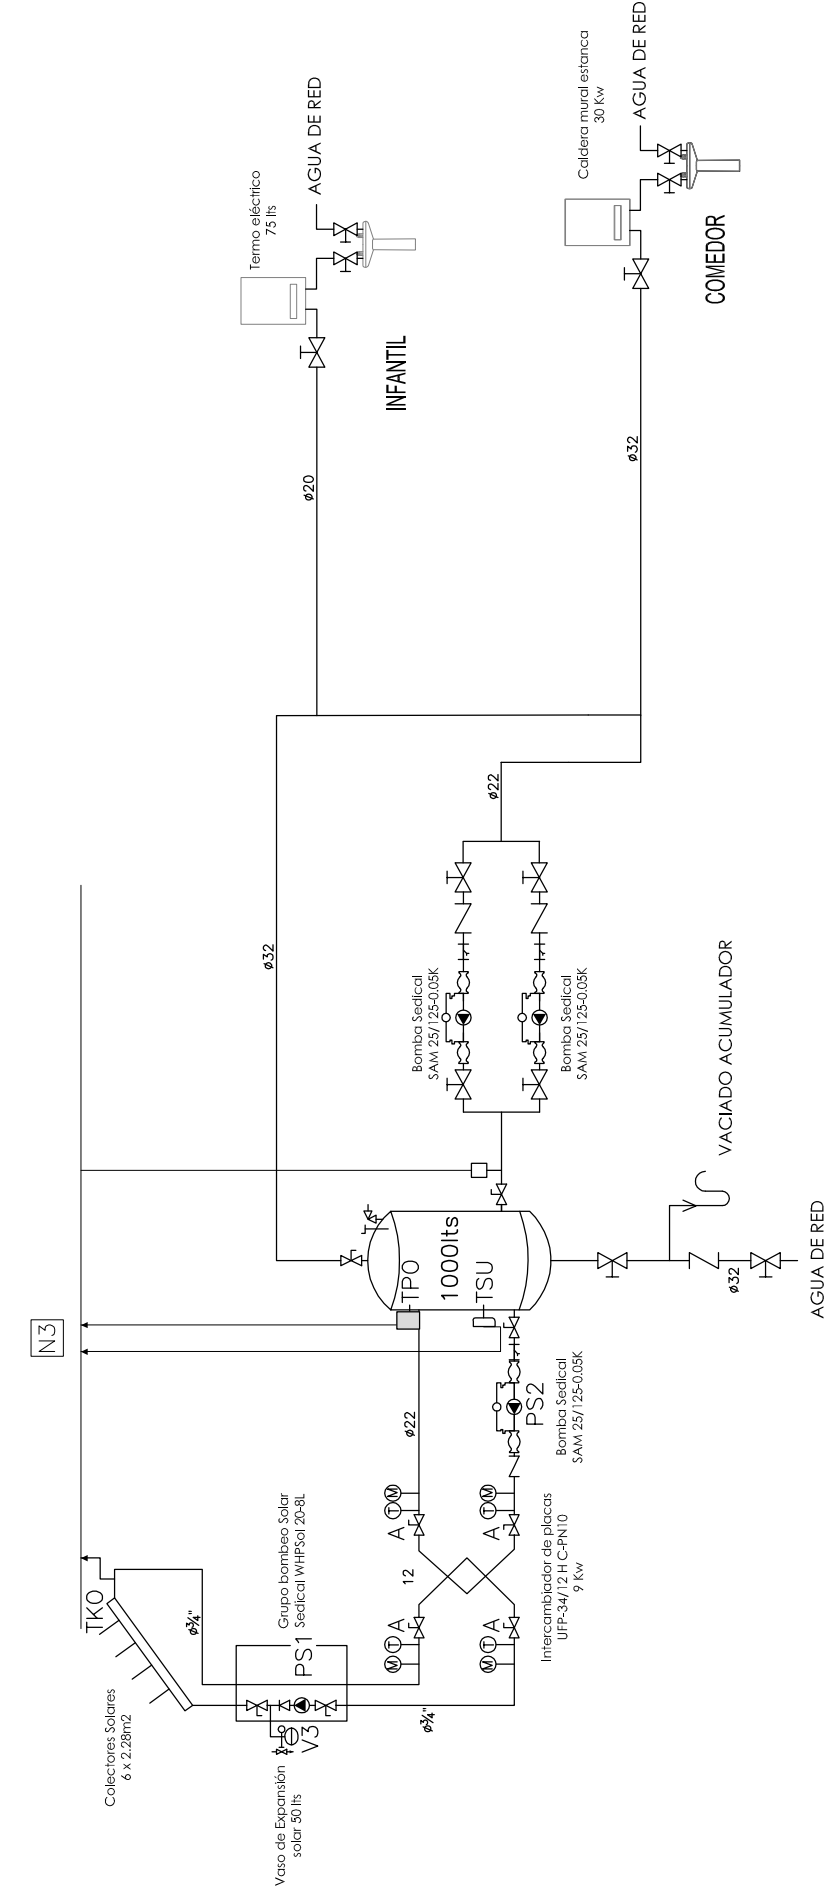 N3
TKO
Colectores Solares
6 x 2.28m2
ø¾"
Grupo bombeo Solar
Sedical WHPSol 20-8L
PS1
V3
Vaso de Expansión
solar 50 lts
ø¾"
M
T
A
M
T
A
12
A
T
M
A
T
M
Intercambiador de placas
UFP-34/12 H C-PN10
9 Kw
ø22
PS2
Bomba Sedical
SAM 25/125-0.05K
TPO
1000lts
TSU
ø32
AGUA DE RED
VACIADO ACUMULADOR
ø32
Bomba Sedical
SAM 25/125-0.05K
Bomba Sedical
SAM 25/125-0.05K
ø22
ø20
ø32
INFANTIL
Termo eléctrico
75 lts
AGUA DE RED
COMEDOR
Caldera mural estanca
30 Kw
AGUA DE RED